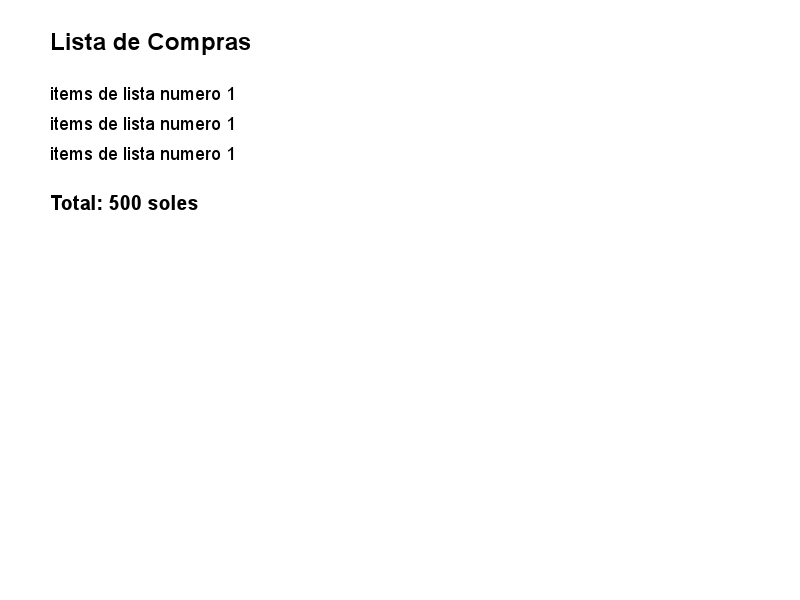 Lista de Compras
items de lista numero 1
items de lista numero 1
items de lista numero 1
Total: 500 soles